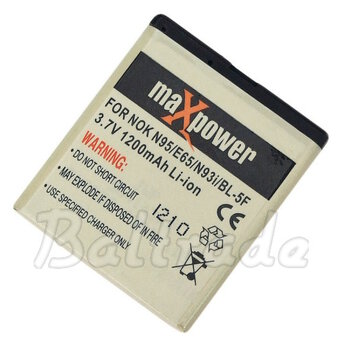 maXpower
FOR NOK N95/E65/N93i/BL-5F
3.7V 1200mAh Li-ion
WARNING:
DO NOT SHORT CIRCUIT.
MAY EXPLODE IF DISPOSED OF IN FIRE
USE SPECIFIED CHARGER ONLY
1210
CE
Baltrade